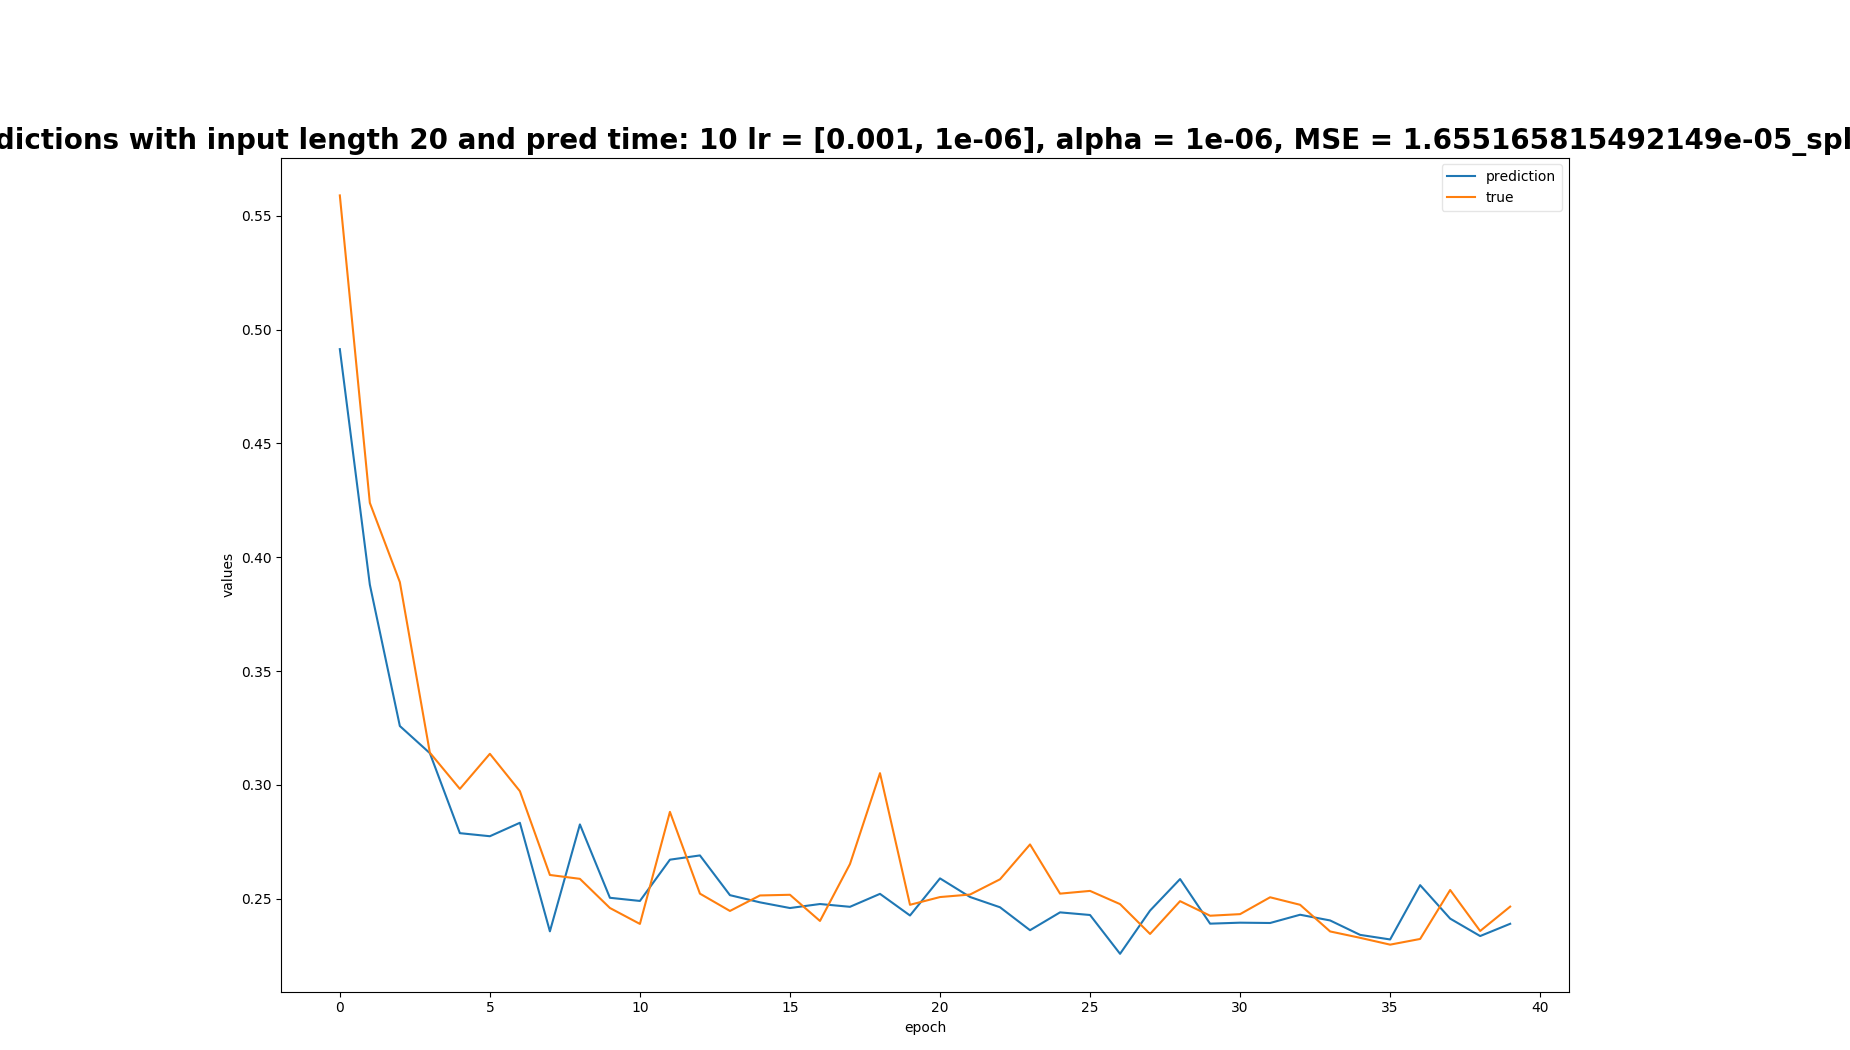 dictions with input length 20 and pred time: 10 lr = [0.001, 1e-06], alpha = 1e-06, MSE = 1.655165815492149e-05_spl
prediction
true
0.55
0.50
0.45
0.40
0.35
0.30
0.25
values
0 5 10 15 20 25 30 35 40
epoch